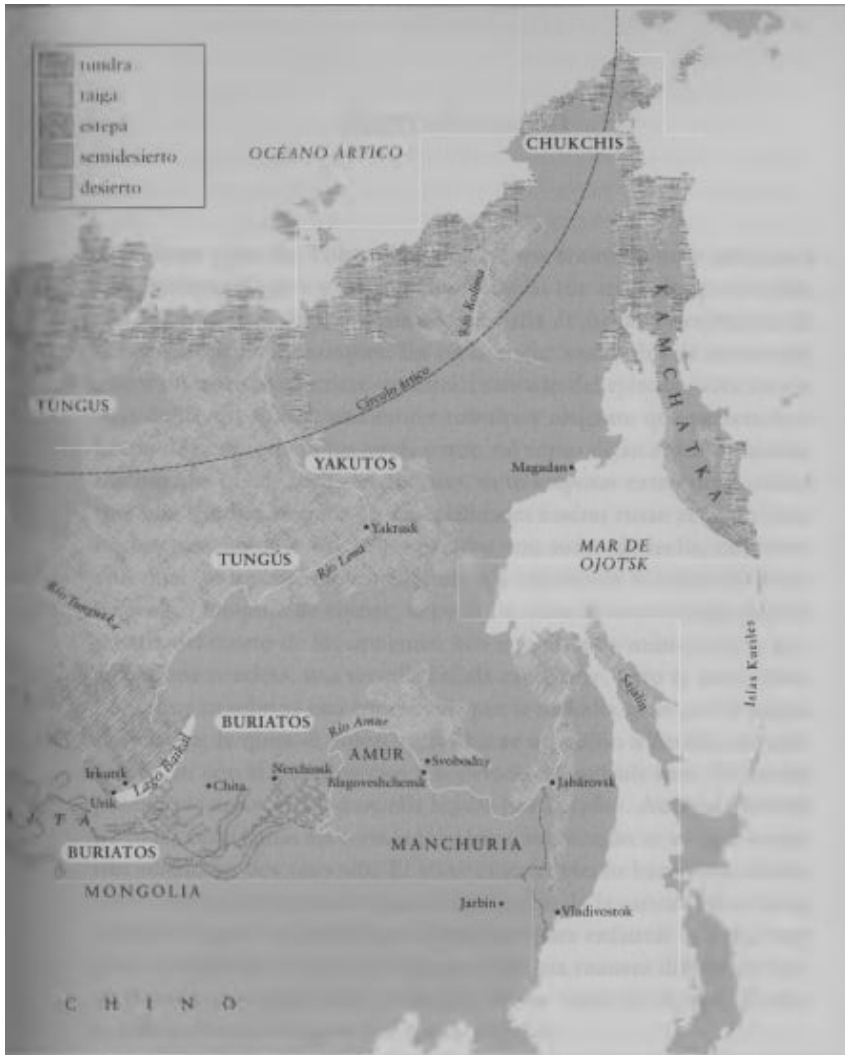 tundra
taiga
estepa
semidesierto
desierto
OCÉANO ÁRTICO
CHUKCHIS
Río Kolima
KAMCHATKA
TUNGUS
Círculo Ártico
YAKUTOS
Magadan
Yakutsk
TUNGÚS
Río Lena
MAR DE
OJOTSK
Río Tunguska
Islas Kuriles
Sajalín
BURIATOS
Río Amur
AMUR
Svobodny
Lago Baikal
Irkutsk
Nerchinsk
Blagoveshchensk
Jabárovsk
Urik
Chita
MANCHURIA
BURIATOS
MONGOLIA
Jarbin
Vladivostok
CHINO